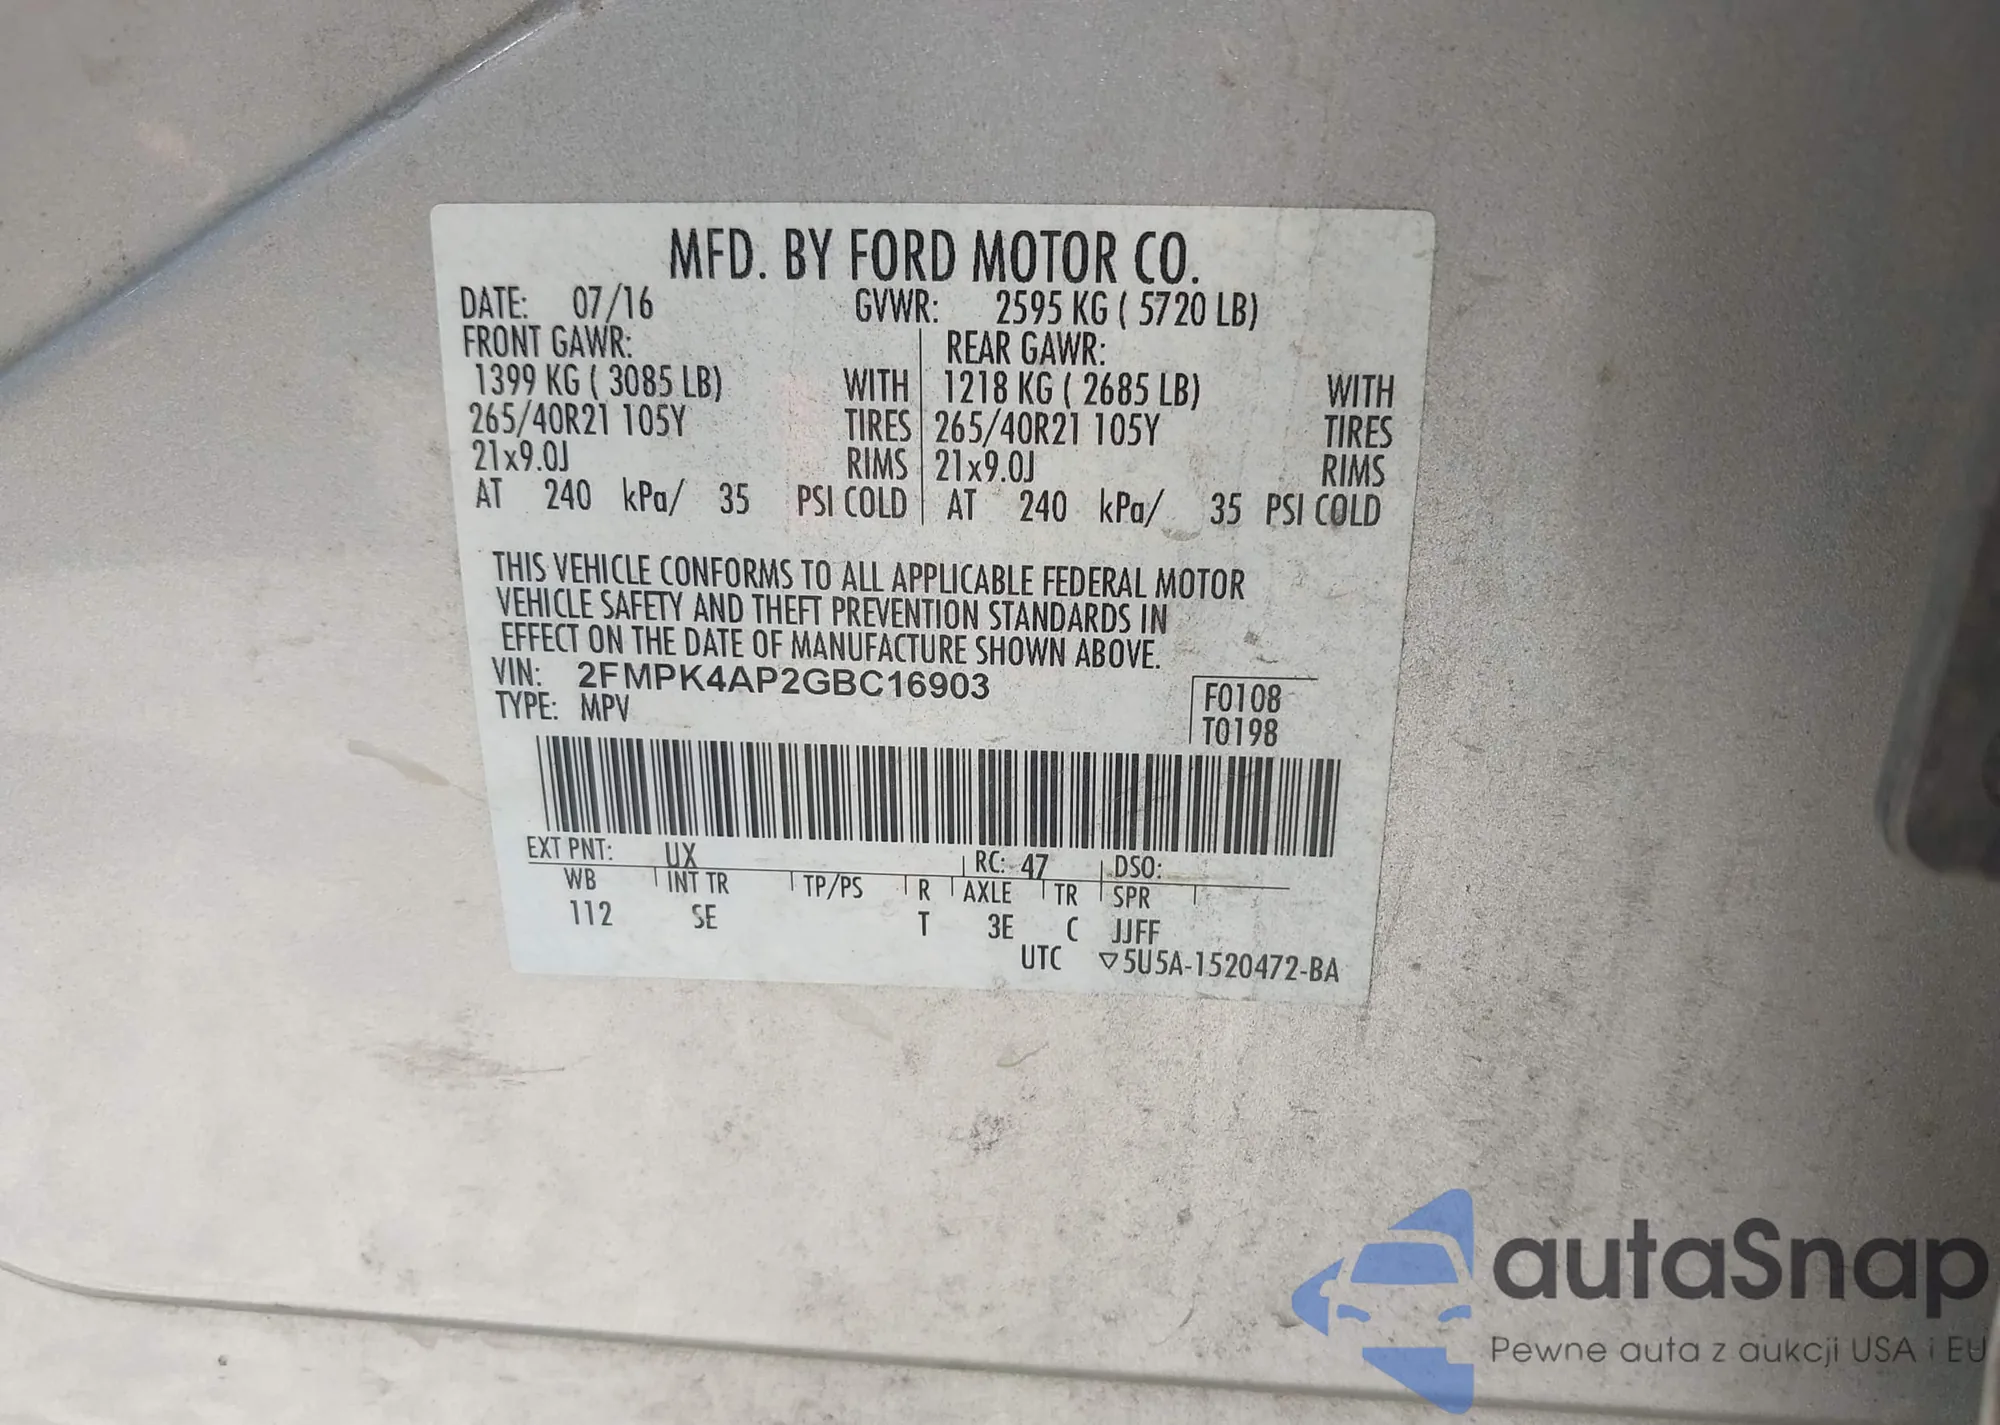 MFD. BY FORD MOTOR CO.
DATE: 07/16 GVWR: 2595 KG ( 5720 LB)
FRONT GAWR: REAR GAWR:
1399 KG ( 3085 LB) WITH 1218 KG ( 2685 LB) WITH
265/40R21 105Y TIRES 265/40R21 105Y TIRES
21x9.0J RIMS 21x9.0J RIMS
AT 240 kPa/ 35 PSI COLD AT 240 kPa/ 35 PSI COLD
THIS VEHICLE CONFORMS TO ALL APPLICABLE FEDERAL MOTOR
VEHICLE SAFETY AND THEFT PREVENTION STANDARDS IN
EFFECT ON THE DATE OF MANUFACTURE SHOWN ABOVE.
VIN: 2FMPK4AP2GBC16903
TYPE: MPV
F0108
T0198
EXT PNT: UX RC: 47 DSO:
WB INT TR TP/PS R AXLE TR SPR
112 SE T 3E C JJFF
UTC ▽5U5A-1520472-BA
autaSnap
Pewne auta z aukcji USA i EU